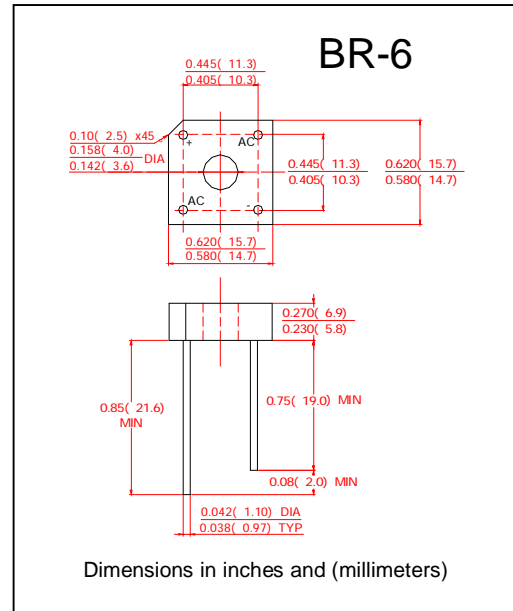 BR-6
0.445( 11.3)
0.405( 10.3)
0.10( 2.5) x45
0.158( 4.0) DIA
0.142( 3.6)
+
AC
AC
-
0.445( 11.3)
0.405( 10.3)
0.620( 15.7)
0.580( 14.7)
0.620( 15.7)
0.580( 14.7)
0.270( 6.9)
0.230( 5.8)
0.85( 21.6)
MIN
0.75( 19.0) MIN
0.08( 2.0) MIN
0.042( 1.10) DIA
0.038( 0.97) TYP
Dimensions in inches and (millimeters)